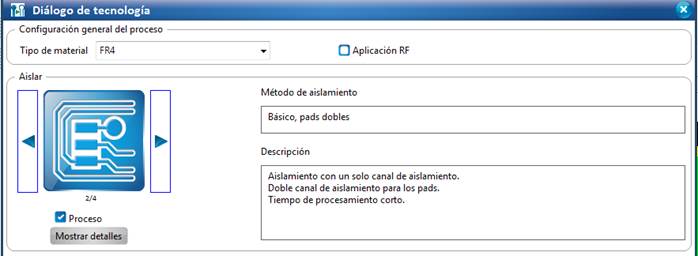 Diálogo de tecnología
Configuración general del proceso
Tipo de material FR4 Aplicación RF
Aislar
Método de aislamiento
Básico, pads dobles
Descripción
Aislamiento con un solo canal de aislamiento.
Doble canal de aislamiento para los pads.
Tiempo de procesamiento corto.
2/4
Proceso
Mostrar detalles